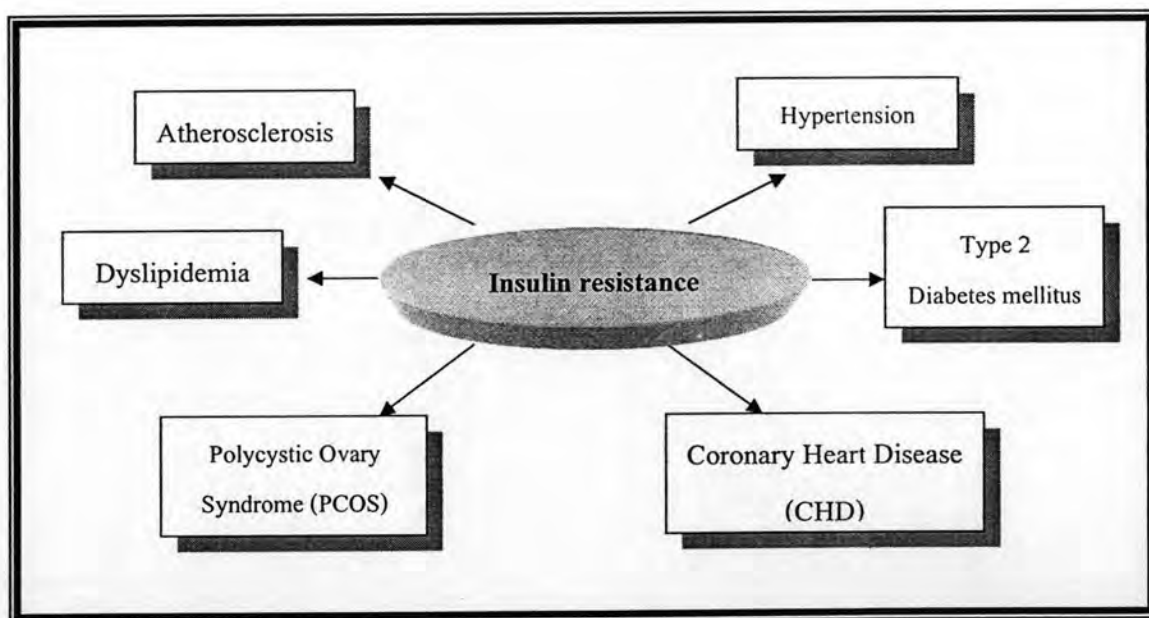 Atherosclerosis
Hypertension
Dyslipidemia
Insulin resistance
Type 2
Diabetes mellitus
Polycystic Ovary
Syndrome (PCOS)
Coronary Heart Disease
(CHD)